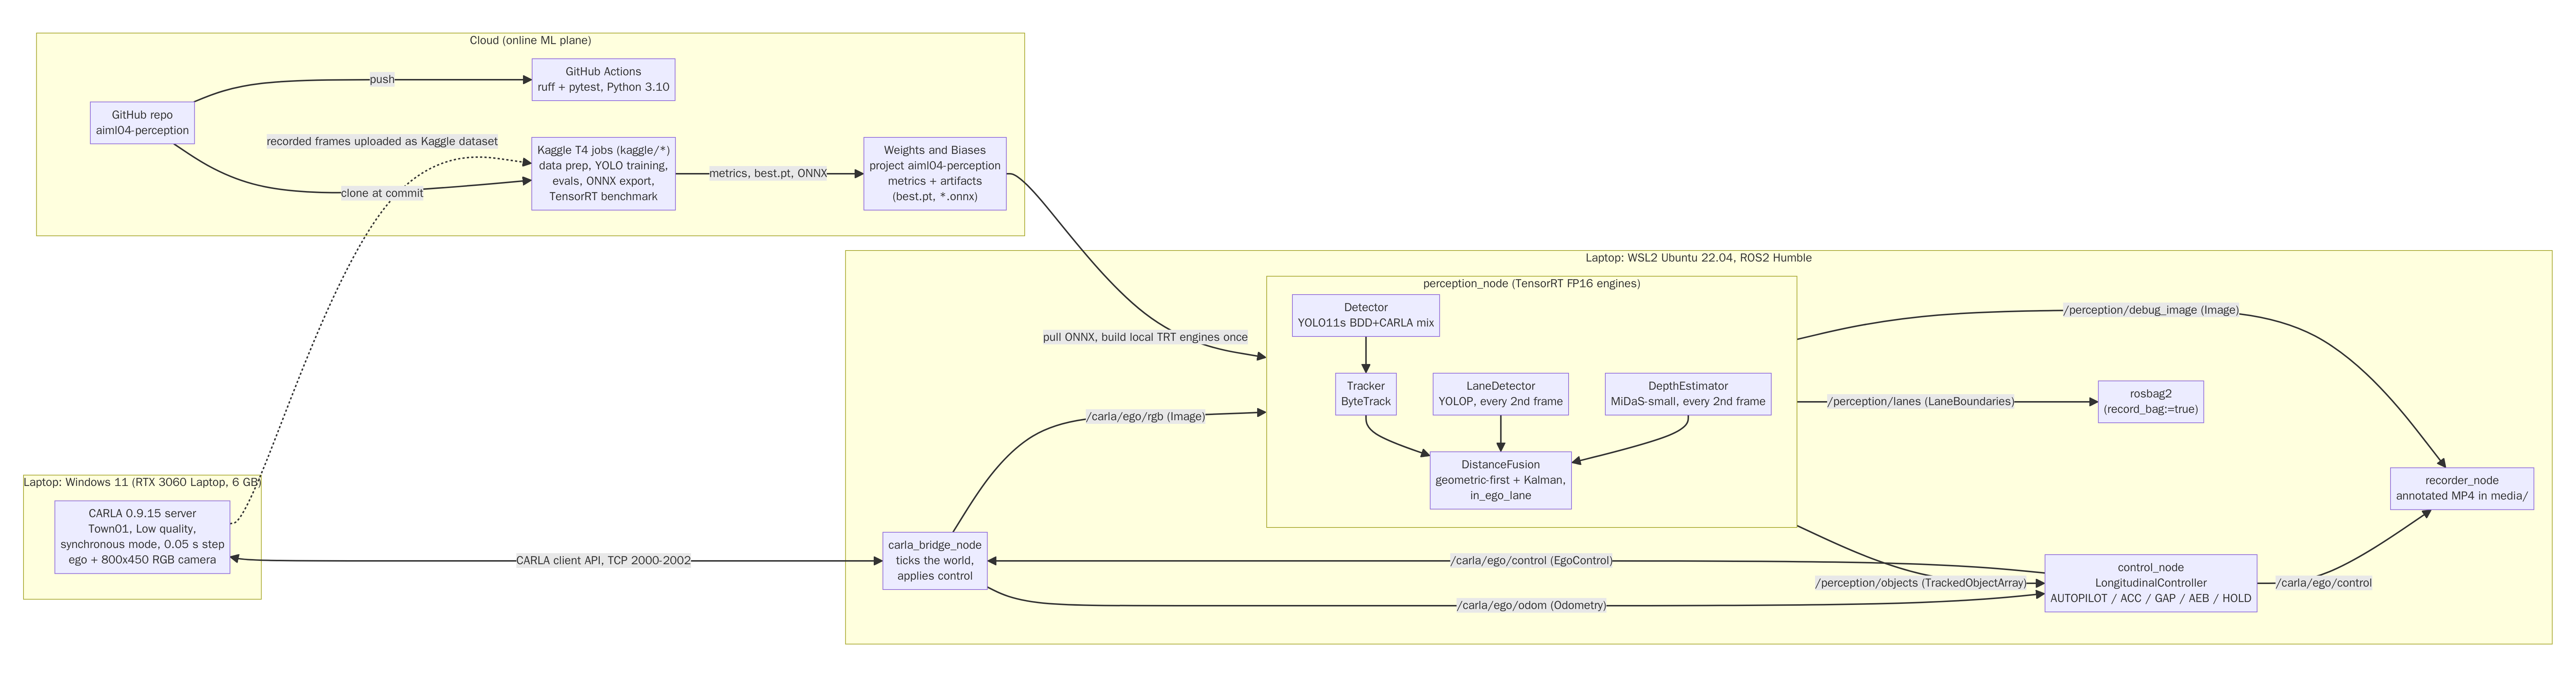 Cloud (online ML plane)
GitHub repo
aiml04-perception
push
GitHub Actions
ruff + pytest, Python 3.10
recorded frames uploaded as Kaggle dataset
clone at commit
Kaggle T4 jobs (kaggle/*)
data prep, YOLO training,
evals, ONNX export,
TensorRT benchmark
metrics, best.pt, ONNX
Weights and Biases
project aiml04-perception
metrics + artifacts
(best.pt, *.onnx)
pull ONNX, build local TRT engines once
Laptop: Windows 11 (RTX 3060 Laptop, 6 GB)
CARLA 0.9.15 server
Town01, Low quality,
synchronous mode, 0.05 s step
ego + 800x450 RGB camera
CARLA client API, TCP 2000-2002
Laptop: WSL2 Ubuntu 22.04, ROS2 Humble
carla_bridge_node
ticks the world,
applies control
/carla/ego/rgb (Image)
perception_node (TensorRT FP16 engines)
Detector
YOLO11s BDD+CARLA mix
Tracker
ByteTrack
LaneDetector
YOLOP, every 2nd frame
DepthEstimator
MiDaS-small, every 2nd frame
DistanceFusion
geometric-first + Kalman,
in_ego_lane
/perception/debug_image (Image)
/perception/lanes (LaneBoundaries)
rosbag2
(record_bag:=true)
/carla/ego/control (EgoControl)
/perception/objects (TrackedObjectArray)
/carla/ego/odom (Odometry)
control_node
LongitudinalController
AUTOPILOT / ACC / GAP / AEB / HOLD
/carla/ego/control
recorder_node
annotated MP4 in media/